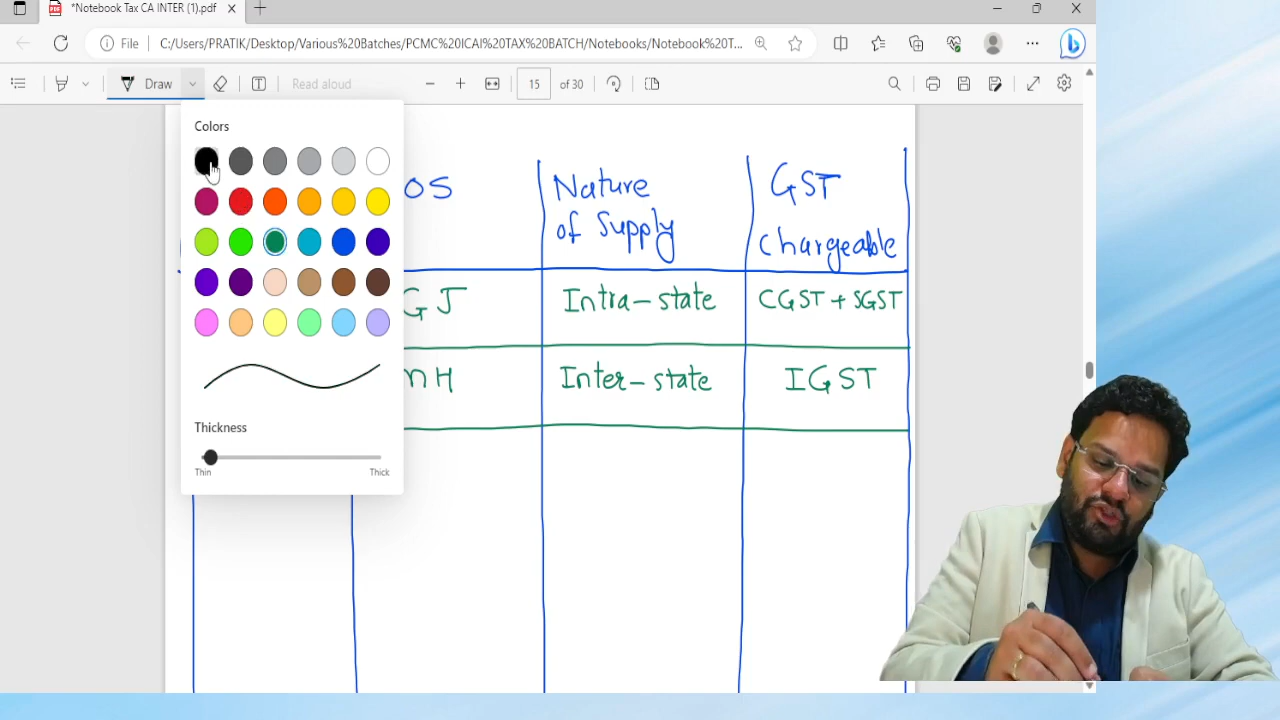 *Notebook Tax CA INTER (1).pdf
File C:/Users/PRATIK/Desktop/Various%20Batches/PCMC%20ICAI%20TAX%20BATCH/Notebooks/Notebook%20T...
Draw Read aloud 15 of 30
Colors
Thickness
Thin Thick
OS Nature of Supply GST Chargeable
GJ Intra-state CGST + SGST
MH Inter-state IGST